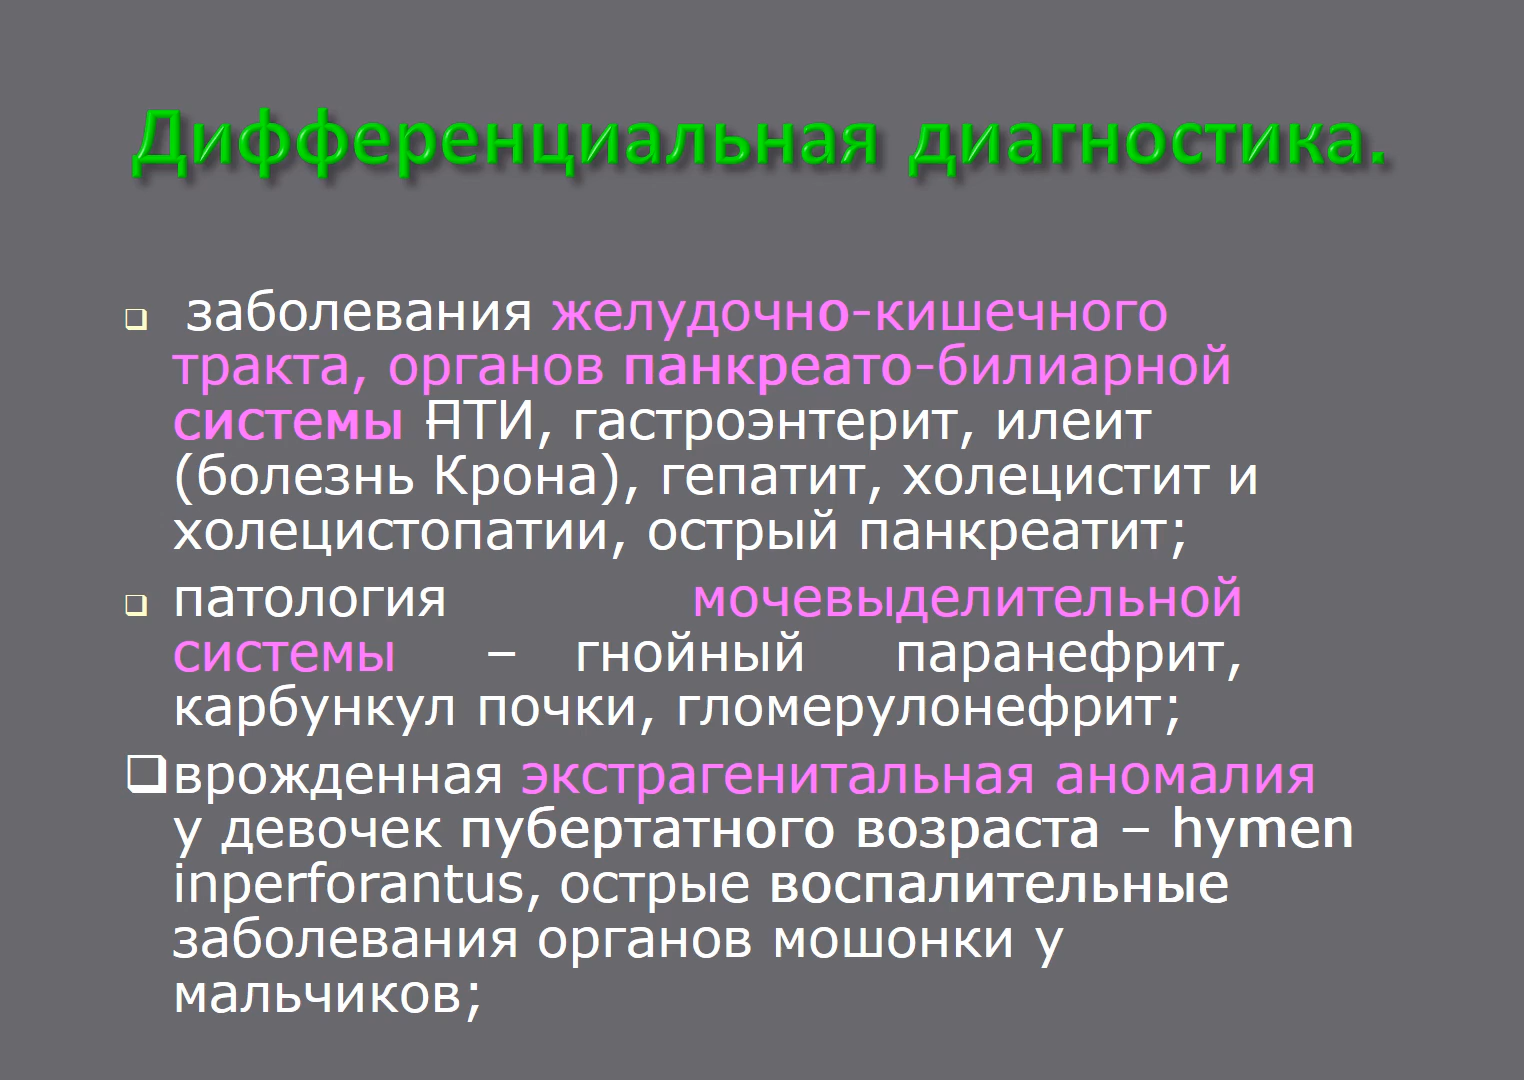 Дифференциальная диагностика.
заболевания желудочно-кишечного
тракта, органов панкреато-билиарной
системы – ПТИ, гастроэнтерит, илеит
(болезнь Крона), гепатит, холецистит и
холецистопатии, острый панкреатит;
патология мочевыделительной
системы – гнойный паранефрит,
карбункул почки, гломерулонефрит;
врожденная экстрагенитальная аномалия
у девочек пубертатного возраста – hymen
inperforantus, острые воспалительные
заболевания органов мошонки у
мальчиков;